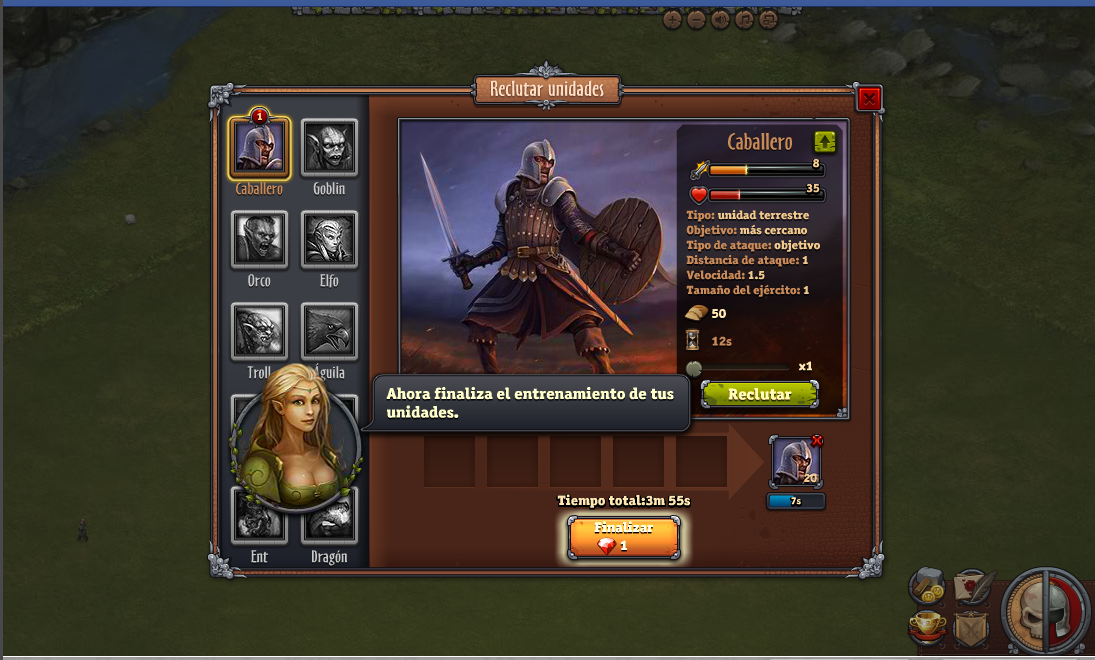 Reclutar unidades
1
Caballero
Goblin
Orco
Elfo
Troll
Águila
Ent
Dragón
Caballero
8
35
Tipo: unidad terrestre
Objetivo: más cercano
Tipo de ataque: objetivo
Distancia de ataque: 1
Velocidad: 1.5
Tamaño del ejército: 1
50
12s
x1
Reclutar
Ahora finaliza el entrenamiento de tus
unidades.
20
7s
Tiempo total:3m 55s
Finalizar
1